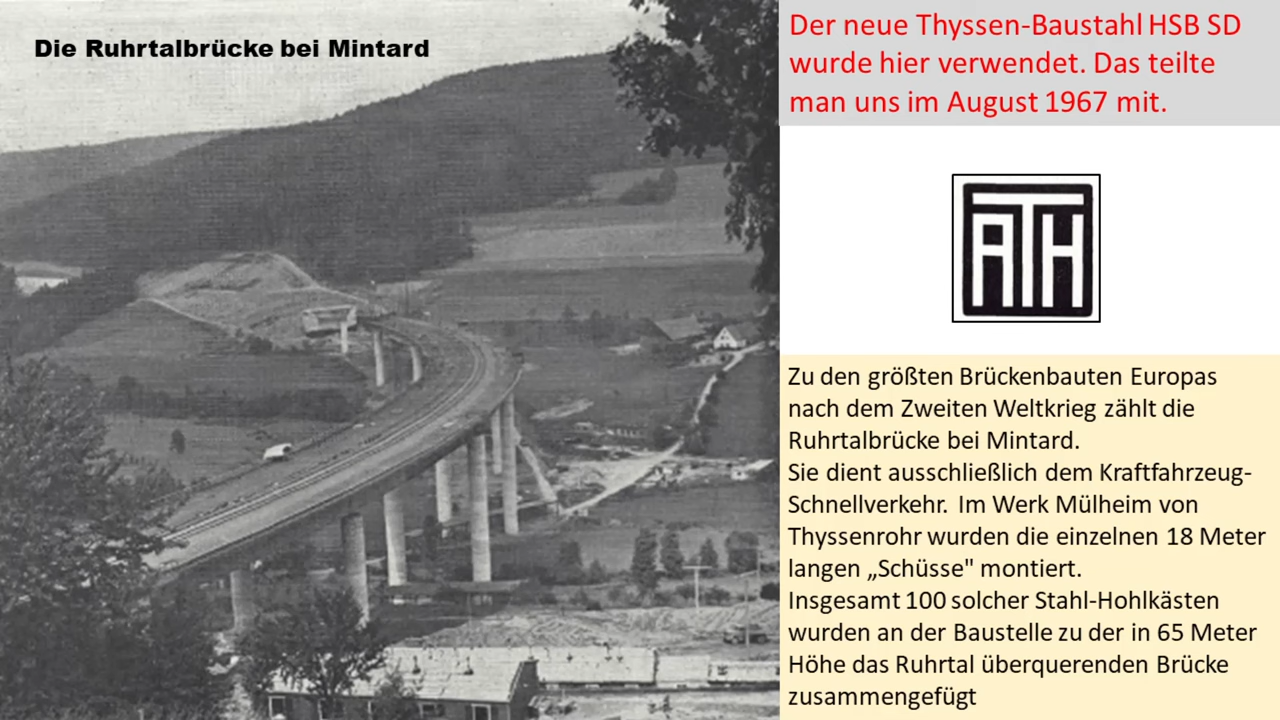 Die Ruhrtalbrücke bei Mintard
Der neue Thyssen-Baustahl HSB SD
wurde hier verwendet. Das teilte
man uns im August 1967 mit.
ATH
Zu den größten Brückenbauten Europas
nach dem Zweiten Weltkrieg zählt die
Ruhrtalbrücke bei Mintard.
Sie dient ausschließlich dem Kraftfahrzeug-
Schnellverkehr. Im Werk Mülheim von
Thyssenrohr wurden die einzelnen 18 Meter
langen „Schüsse" montiert.
Insgesamt 100 solcher Stahl-Hohlkästen
wurden an der Baustelle zu der in 65 Meter
Höhe das Ruhrtal überquerenden Brücke
zusammengefügt